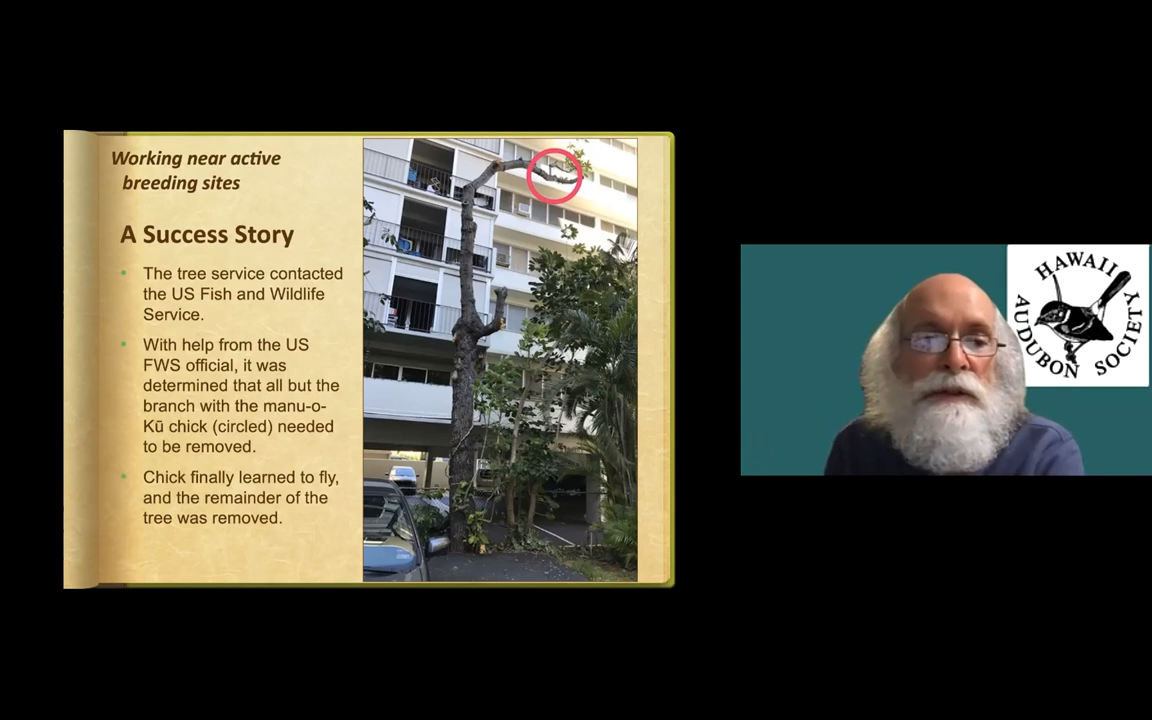 Working near active
breeding sites
A Success Story
• The tree service contacted
the US Fish and Wildlife
Service.
• With help from the US
FWS official, it was
determined that all but the
branch with the manu-o-
Kū chick (circled) needed
to be removed.
• Chick finally learned to fly,
and the remainder of the
tree was removed.
HAWAII
AUDUBON SOCIETY